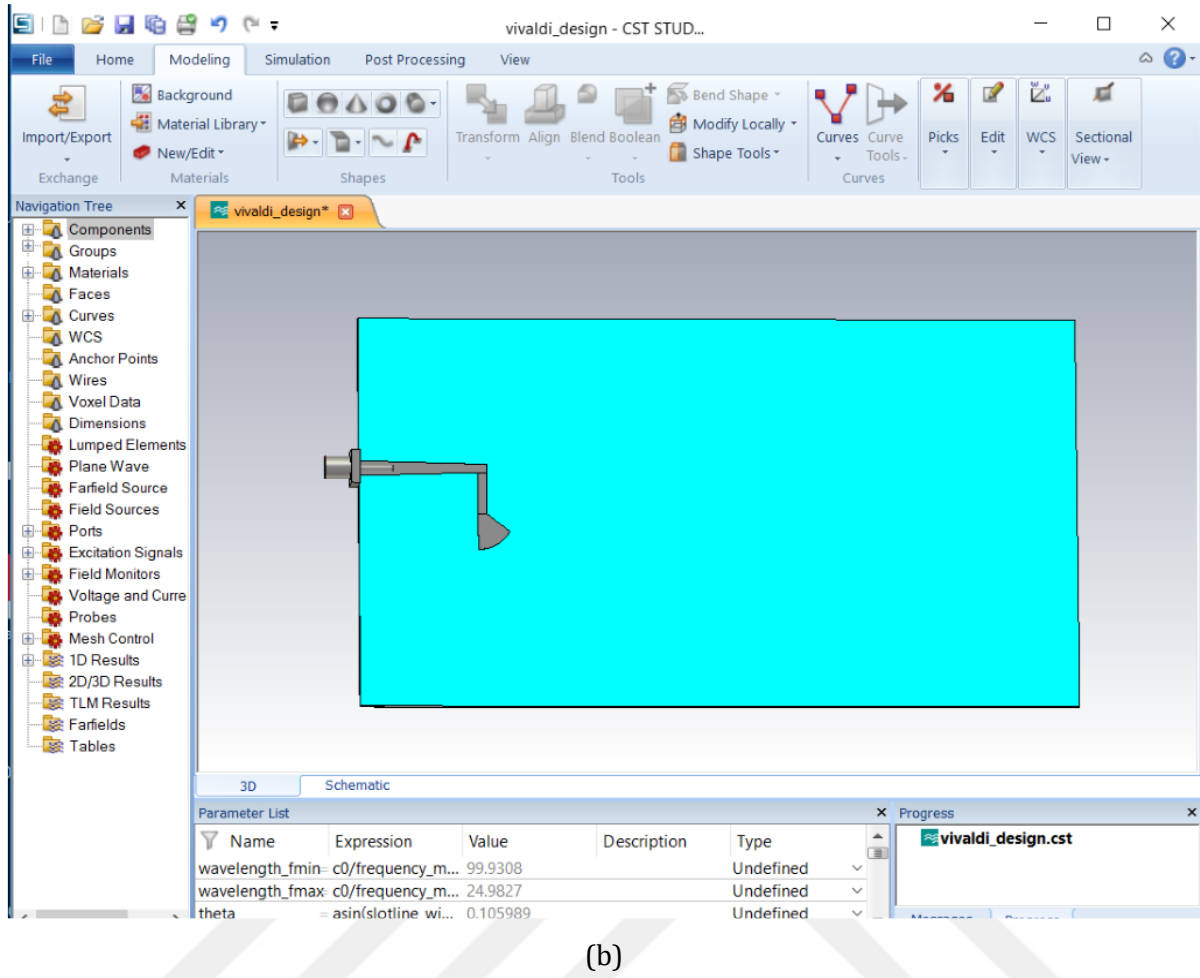 vivaldi_design - CST STUD...
File Home Modeling Simulation Post Processing View
Import/Export
Background
Material Library
New/Edit
Transform Align Blend Boolean
Bend Shape
Modify Locally
Shape Tools
Curves Curve Tools
Picks Edit WCS Sectional View
Exchange Materials Shapes Tools Curves
Navigation Tree
vivaldi_design*
Components
Groups
Materials
Faces
Curves
WCS
Anchor Points
Wires
Voxel Data
Dimensions
Lumped Elements
Plane Wave
Farfield Source
Field Sources
Ports
Excitation Signals
Field Monitors
Voltage and Curre
Probes
Mesh Control
1D Results
2D/3D Results
TLM Results
Farfields
Tables
3D Schematic
Parameter List
Name Expression Value Description Type
wavelength_fmin = c0/frequency_m... 99.9308 Undefined
wavelength_fmax = c0/frequency_m... 24.9827 Undefined
theta = asin(slotline_wi... 0.105989 Undefined
Progress
vivaldi_design.cst
Messages Progress
(b)